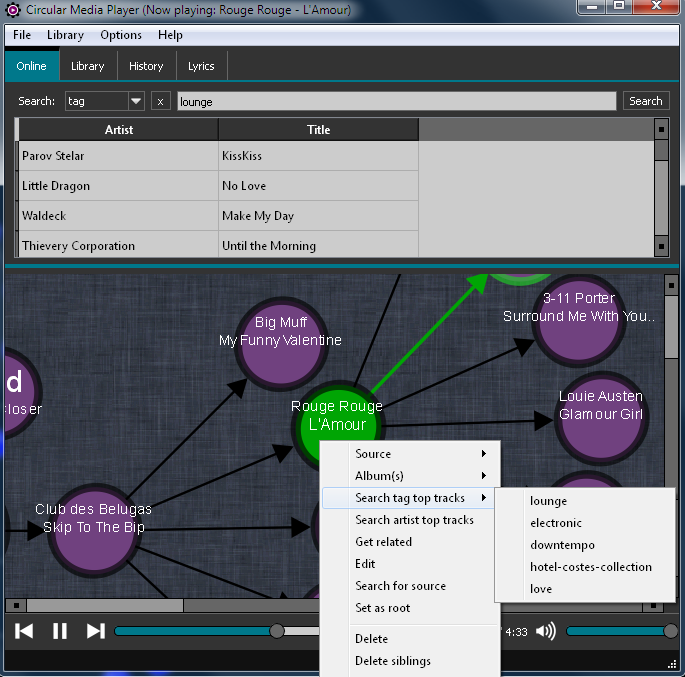 Circular Media Player (Now playing: Rouge Rouge - L'Amour)
File Library Options Help
Online Library History Lyrics
Search: tag x lounge Search
Artist Title
Parov Stelar KissKiss
Little Dragon No Love
Waldeck Make My Day
Thievery Corporation Until the Morning
3-11 Porter
Surround Me With You..
Big Muff
My Funny Valentine
d
Closer
Rouge Rouge
L'Amour
Louie Austen
Glamour Girl
Club des Belugas
Skip To The Bip
Source
Album(s)
Search tag top tracks
Search artist top tracks
Get related
Edit
Search for source
Set as root
Delete
Delete siblings
lounge
electronic
downtempo
hotel-costes-collection
love
/ 4:33